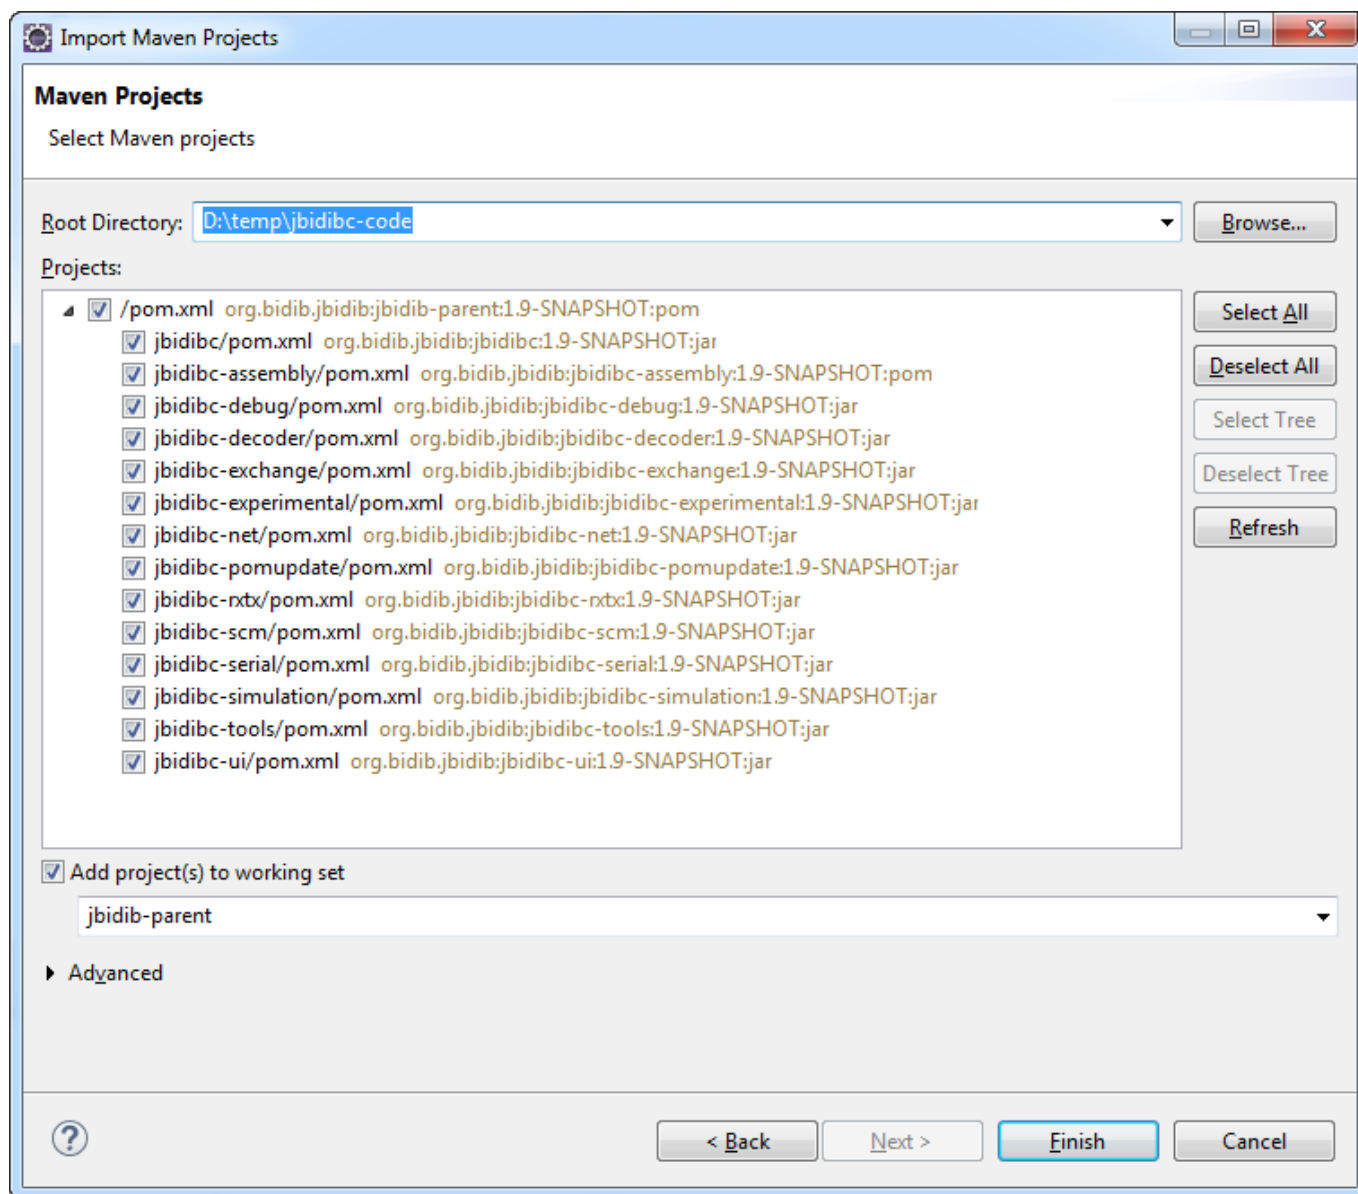 Import Maven Projects
Maven Projects
Select Maven projects
Root Directory: D:\temp\jbidibc-code Browse...
Projects:
/pom.xml org.bidib.jbidib:jbidib-parent:1.9-SNAPSHOT:pom
jbidibc/pom.xml org.bidib.jbidib:jbidibc:1.9-SNAPSHOT:jar
jbidibc-assembly/pom.xml org.bidib.jbidib:jbidibc-assembly:1.9-SNAPSHOT:pom
jbidibc-debug/pom.xml org.bidib.jbidib:jbidibc-debug:1.9-SNAPSHOT:jar
jbidibc-decoder/pom.xml org.bidib.jbidib:jbidibc-decoder:1.9-SNAPSHOT:jar
jbidibc-exchange/pom.xml org.bidib.jbidib:jbidibc-exchange:1.9-SNAPSHOT:jar
jbidibc-experimental/pom.xml org.bidib.jbidib:jbidibc-experimental:1.9-SNAPSHOT:jar
jbidibc-net/pom.xml org.bidib.jbidib:jbidibc-net:1.9-SNAPSHOT:jar
jbidibc-pomupdate/pom.xml org.bidib.jbidib:jbidibc-pomupdate:1.9-SNAPSHOT:jar
jbidibc-rxtx/pom.xml org.bidib.jbidib:jbidibc-rxtx:1.9-SNAPSHOT:jar
jbidibc-scm/pom.xml org.bidib.jbidib:jbidibc-scm:1.9-SNAPSHOT:jar
jbidibc-serial/pom.xml org.bidib.jbidib:jbidibc-serial:1.9-SNAPSHOT:jar
jbidibc-simulation/pom.xml org.bidib.jbidib:jbidibc-simulation:1.9-SNAPSHOT:jar
jbidibc-tools/pom.xml org.bidib.jbidib:jbidibc-tools:1.9-SNAPSHOT:jar
jbidibc-ui/pom.xml org.bidib.jbidib:jbidibc-ui:1.9-SNAPSHOT:jar
Select All
Deselect All
Select Tree
Deselect Tree
Refresh
Add project(s) to working set
jbidib-parent
Advanced
? < Back Next > Finish Cancel